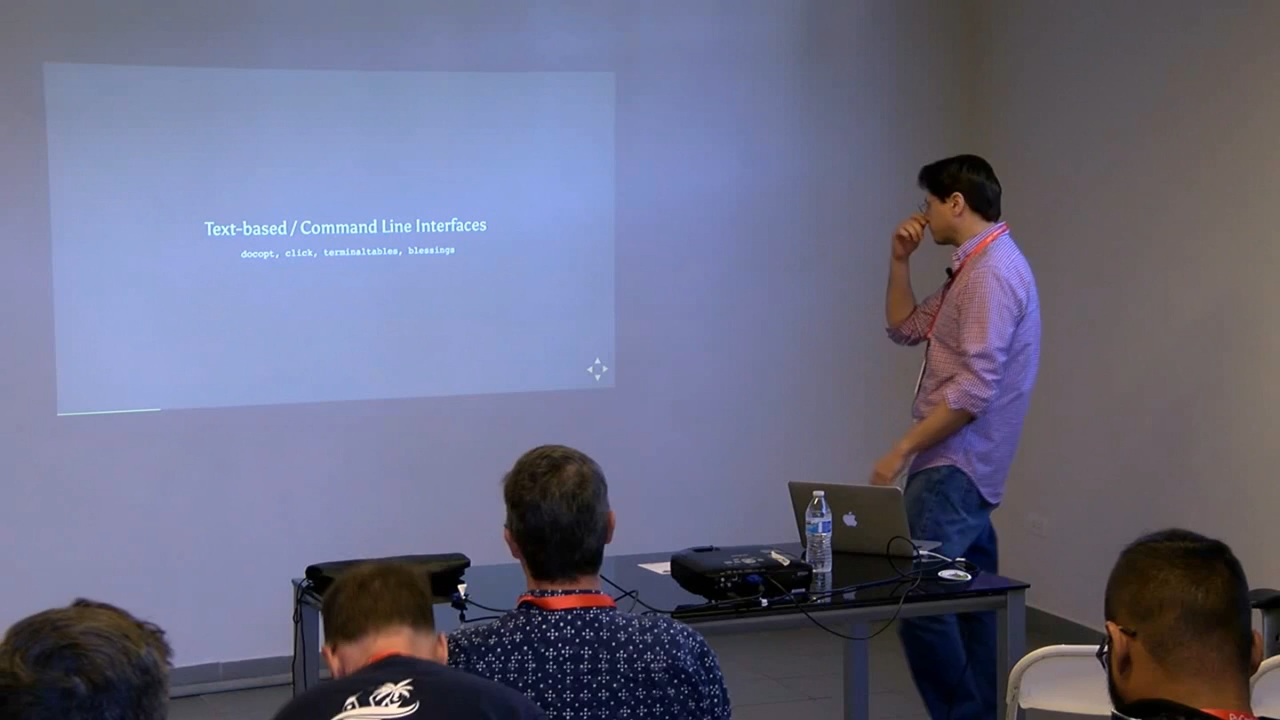 Text-based / Command Line Interfaces
docopt, click, terminaltables, blessings